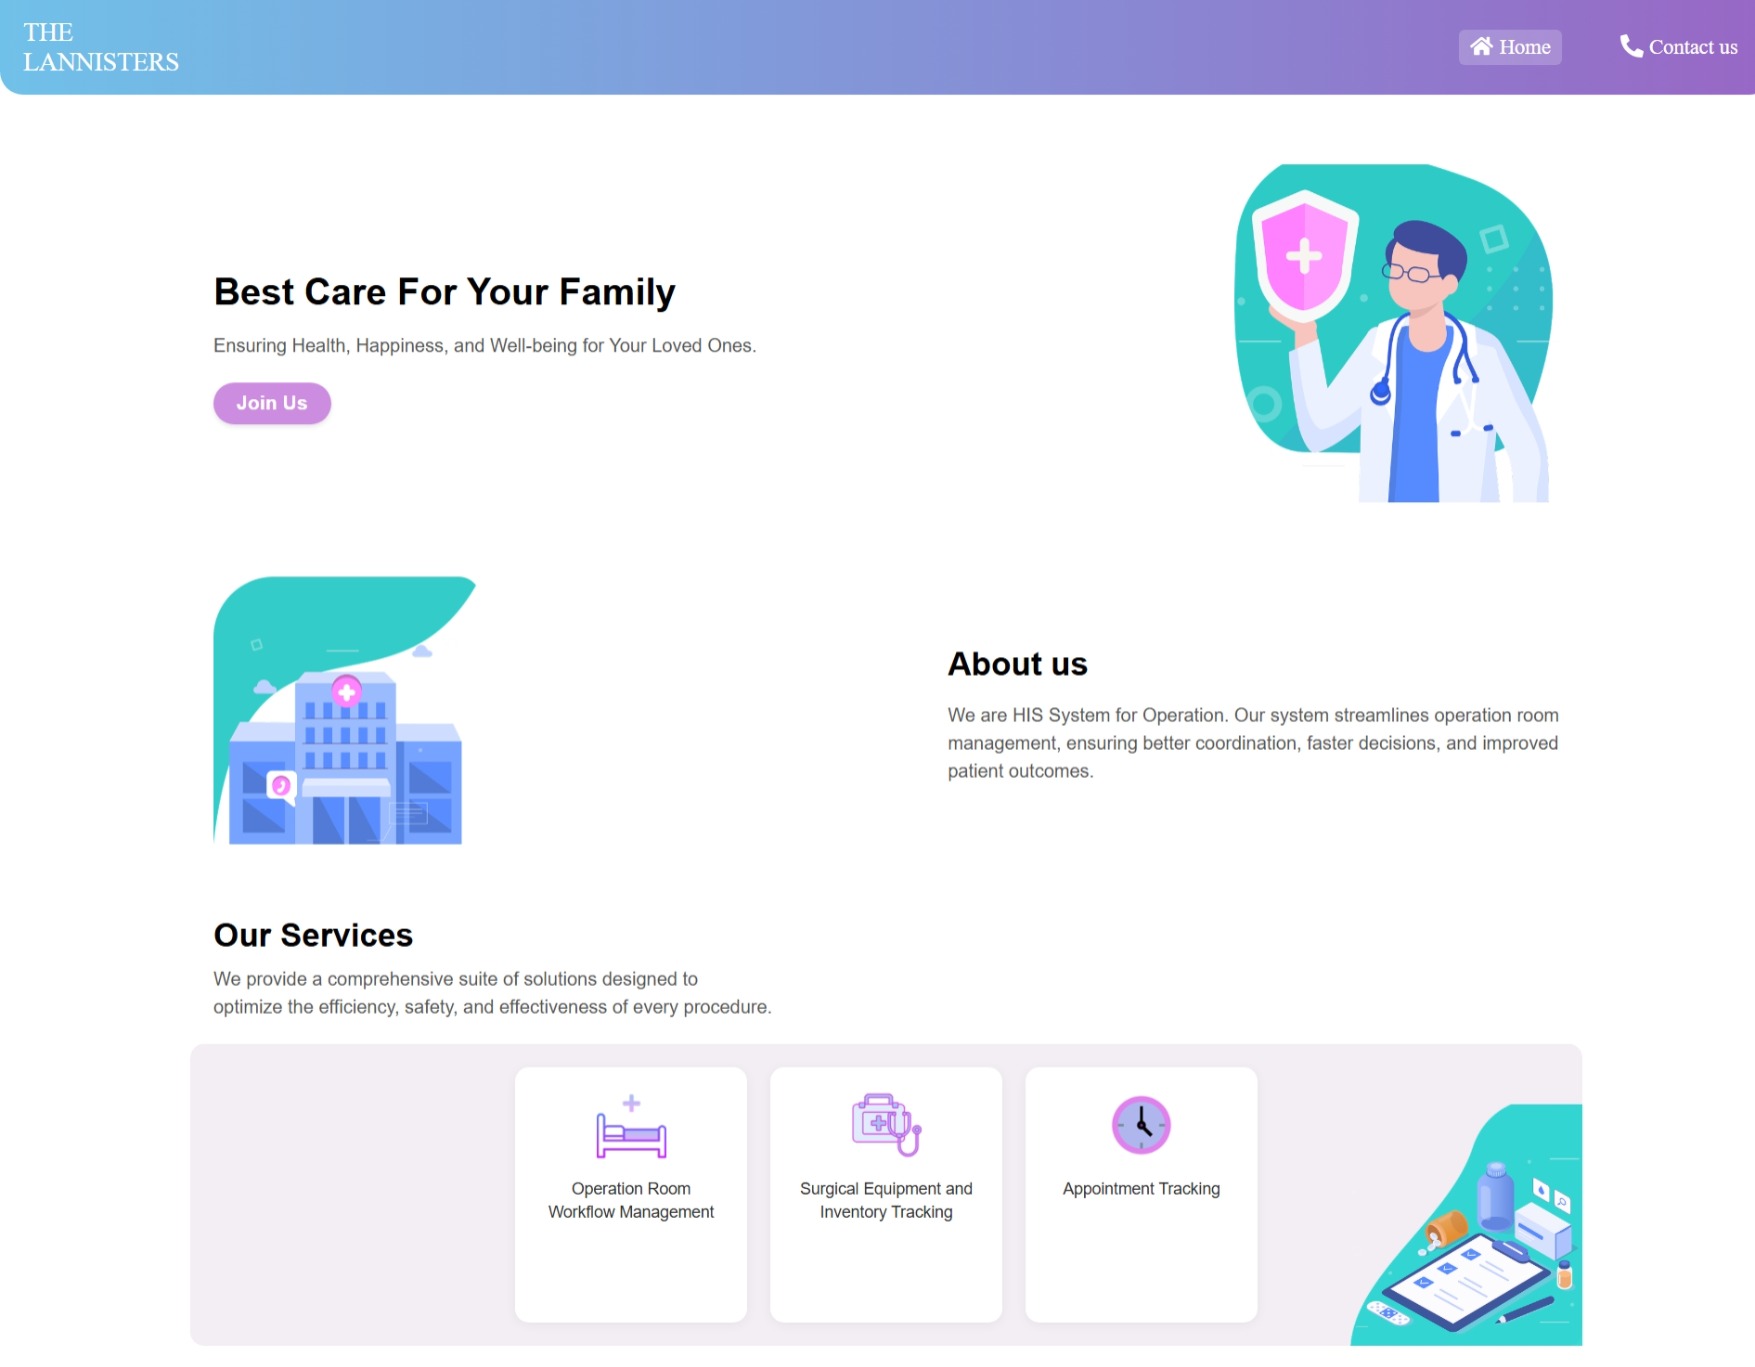 THE
LANNISTERS
Home
Contact us
Best Care For Your Family
Ensuring Health, Happiness, and Well-being for Your Loved Ones.
Join Us
About us
We are HIS System for Operation. Our system streamlines operation room
management, ensuring better coordination, faster decisions, and improved
patient outcomes.
Our Services
We provide a comprehensive suite of solutions designed to
optimize the efficiency, safety, and effectiveness of every procedure.
Operation Room
Workflow Management
Surgical Equipment and
Inventory Tracking
Appointment Tracking